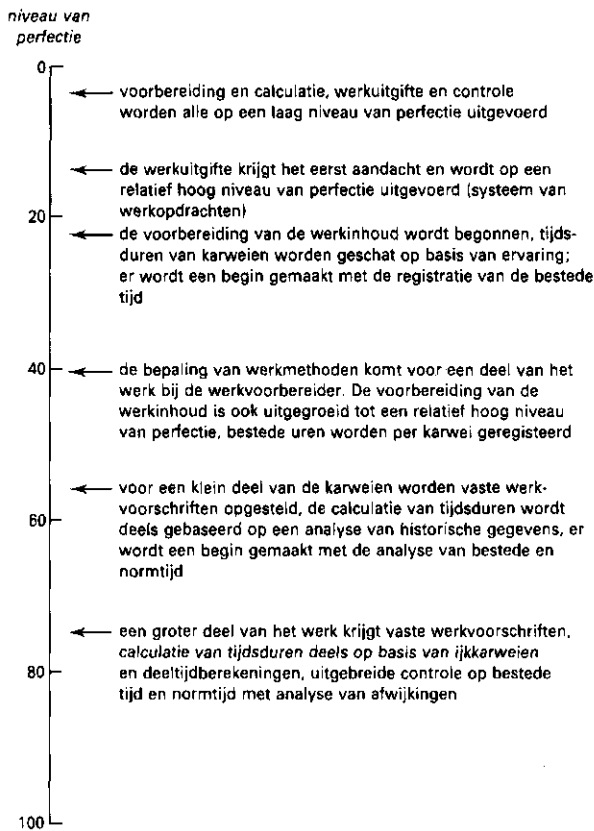 niveau van
perfectie
0
voorbereiding en calculatie, werkuitgifte en controle
worden alle op een laag niveau van perfectie uitgevoerd
de werkuitgifte krijgt het eerst aandacht en wordt op een
relatief hoog niveau van perfectie uitgevoerd (systeem van
werkopdrachten)
20
de voorbereiding van de werkinhoud wordt begonnen, tijds-
duren van karweien worden geschat op basis van ervaring;
er wordt een begin gemaakt met de registratie van de bestede
tijd
40
de bepaling van werkmethoden komt voor een deel van het
werk bij de werkvoorbereider. De voorbereiding van de
werkinhoud is ook uitgegroeid tot een relatief hoog niveau
van perfectie, bestede uren worden per karwei geregisteerd
voor een klein deel van de karweien worden vaste werk-
voorschriften opgesteld, de calculatie van tijdsduren wordt
60
deels gebaseerd op een analyse van historische gegevens, er
wordt een begin gemaakt met de analyse van bestede en
normtijd
een groter deel van het werk krijgt vaste werkvoorschriften,
calculatie van tijdsduren deels op basis van ijkkarweien
80
en deeltijdberekeningen, uitgebreide controle op bestede
tijd en normtijd met analyse van afwijkingen
100